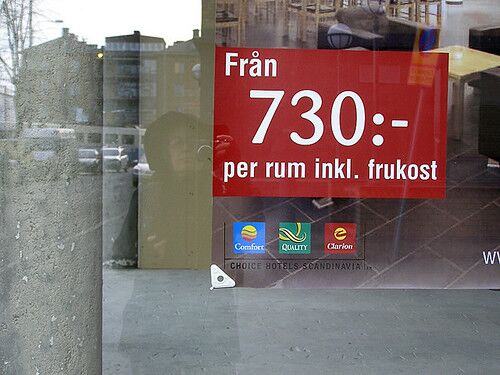 Från
730:-
per rum inkl. frukost
Comfort
QUALITY
Clarion
CHOICE HOTELS SCANDINAVIA